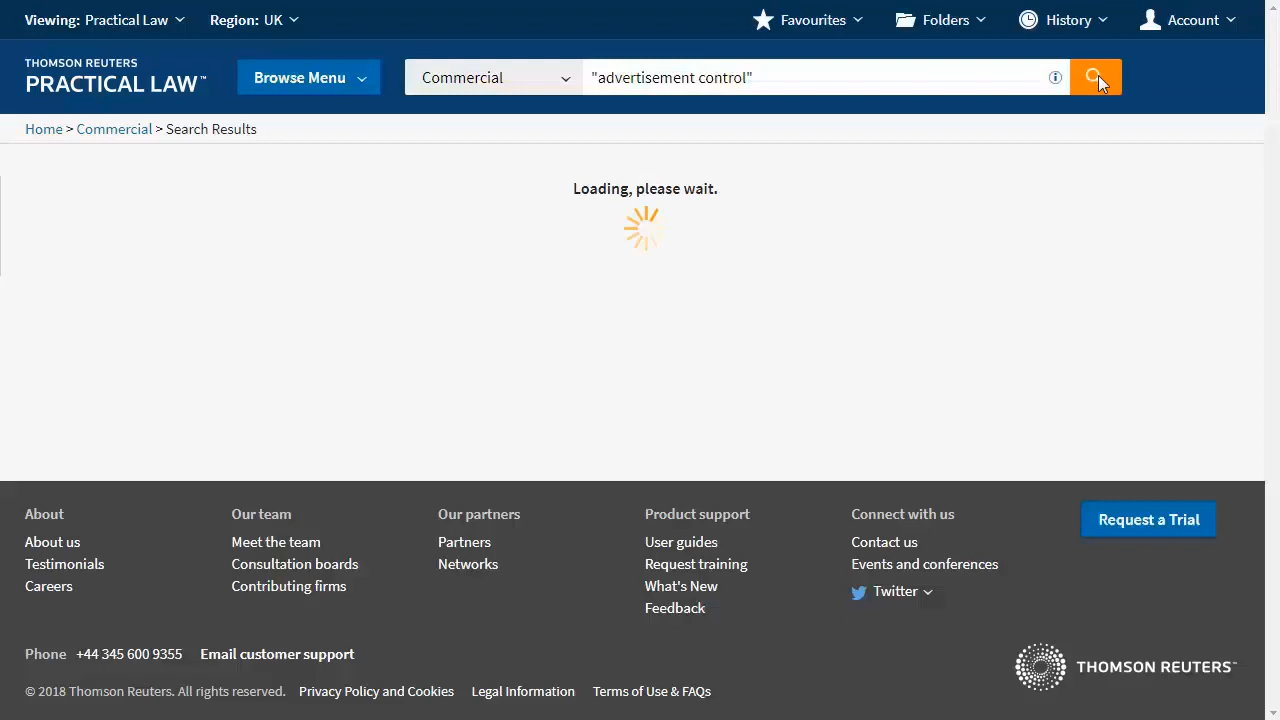 Viewing: Practical Law Region: UK Favourites Folders History Account
THOMSON REUTERS
PRACTICAL LAW™ Browse Menu Commercial "advertisement control"
Home > Commercial > Search Results
Loading, please wait.
About Our team Our partners Product support Connect with us Request a Trial
About us Meet the team Partners User guides Contact us
Testimonials Consultation boards Networks Request training Events and conferences
Careers Contributing firms What's New Twitter
Feedback
Phone +44 345 600 9355 Email customer support
THOMSON REUTERS™
© 2018 Thomson Reuters. All rights reserved. Privacy Policy and Cookies Legal Information Terms of Use & FAQs